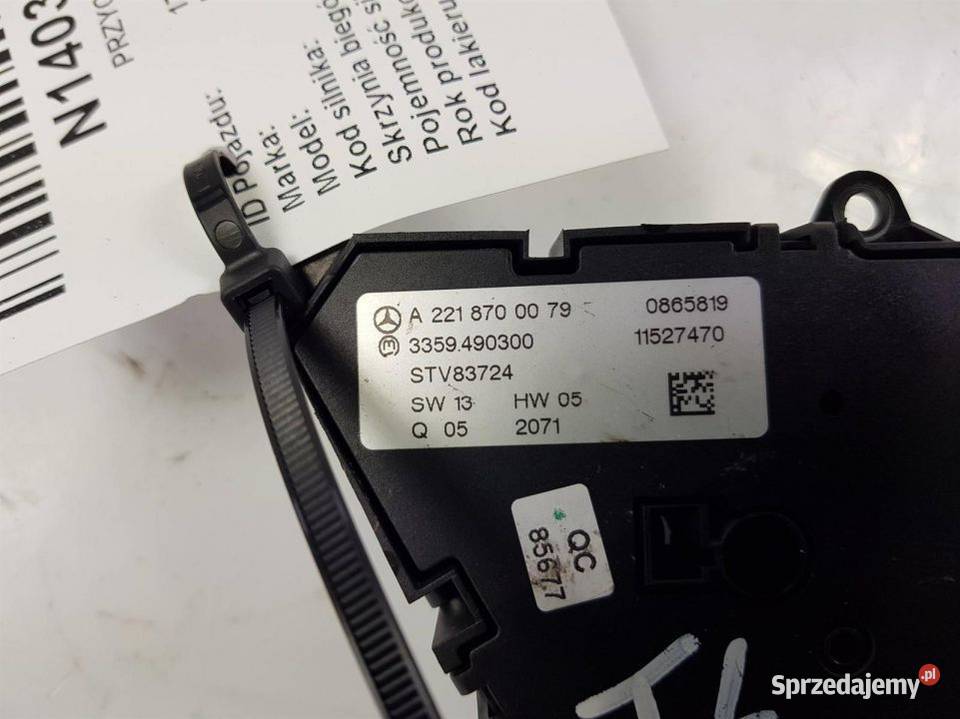 N1403
PRZYC
ID Pojazdu:
Marka:
Model:
Kod silnika:
Skrzynia biegó
Pojemność si
Rok produko
Kod lakieru
A 221 870 00 79 0865819
3359.490300 11527470
STV83724
SW 13 HW 05
Q 05 2071
QC
85677
Sprzedajemy.pl